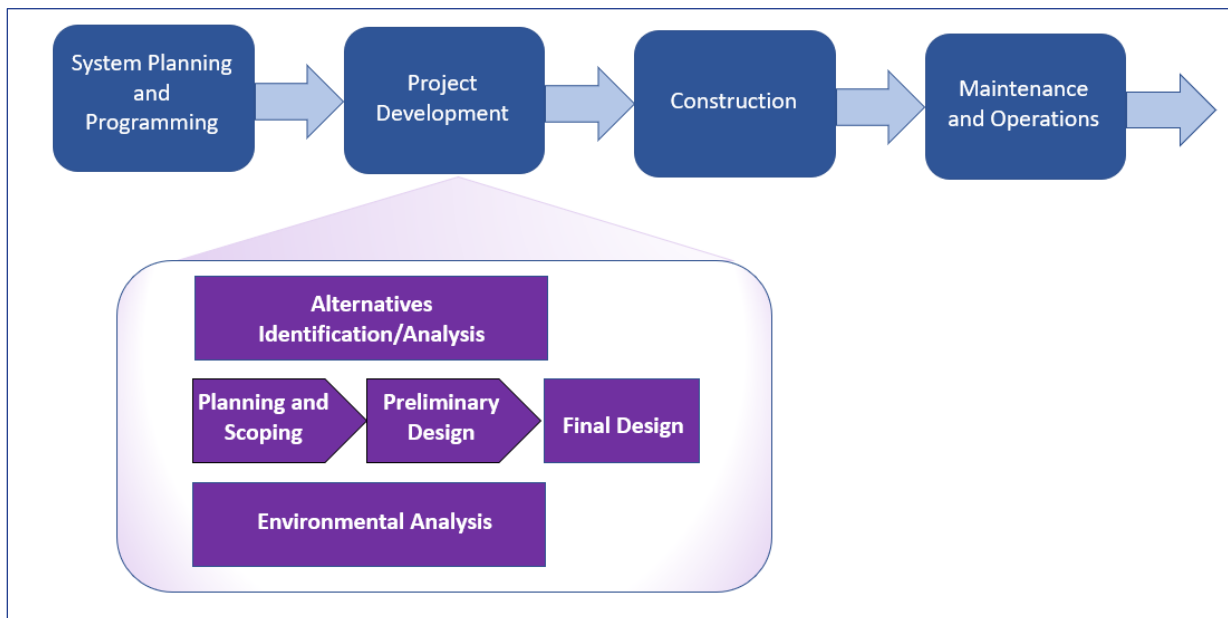 System Planning
and
Programming
Project
Development
Construction
Maintenance
and Operations
Alternatives
Identification/Analysis
Planning and
Scoping
Preliminary
Design
Final Design
Environmental Analysis